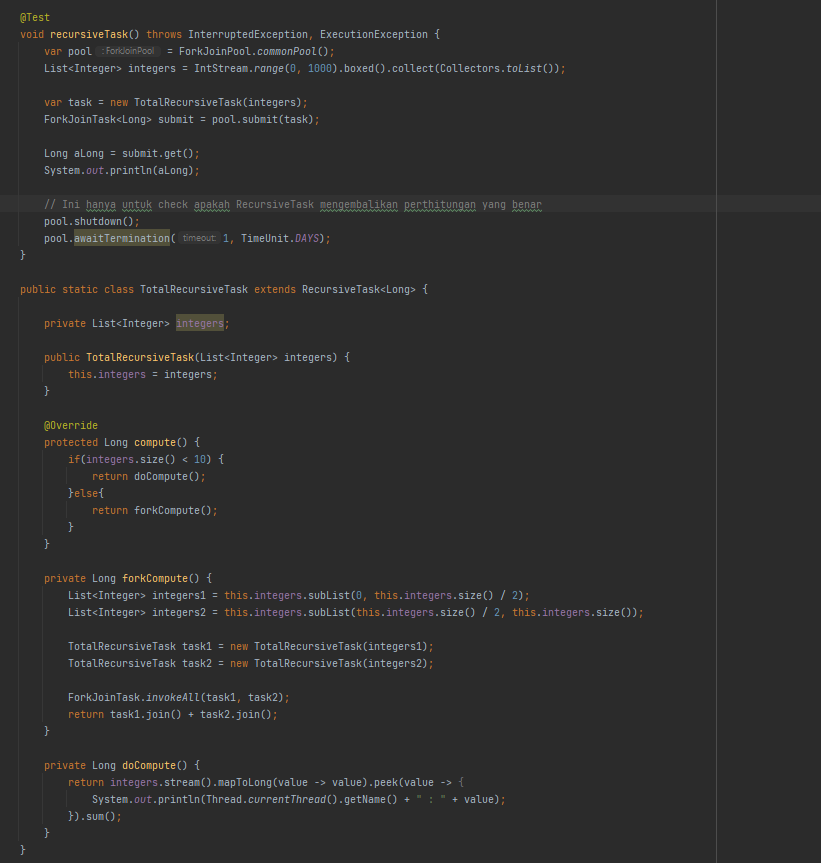 @Test
void recursiveTask() throws InterruptedException, ExecutionException {
var pool : ForkJoinPool = ForkJoinPool.commonPool();
List<Integer> integers = IntStream.range(0, 1000).boxed().collect(Collectors.toList());
var task = new TotalRecursiveTask(integers);
ForkJoinTask<Long> submit = pool.submit(task);
Long aLong = submit.get();
System.out.println(aLong);
// Ini hanya untuk check apakah RecursiveTask mengembalikan perthitungan yang benar
pool.shutdown();
pool.awaitTermination( timeout: 1, TimeUnit.DAYS);
}
public static class TotalRecursiveTask extends RecursiveTask<Long> {
private List<Integer> integers;
public TotalRecursiveTask(List<Integer> integers) {
this.integers = integers;
}
@Override
protected Long compute() {
if(integers.size() < 10) {
return doCompute();
}else{
return forkCompute();
}
}
private Long forkCompute() {
List<Integer> integers1 = this.integers.subList(0, this.integers.size() / 2);
List<Integer> integers2 = this.integers.subList(this.integers.size() / 2, this.integers.size());
TotalRecursiveTask task1 = new TotalRecursiveTask(integers1);
TotalRecursiveTask task2 = new TotalRecursiveTask(integers2);
ForkJoinTask.invokeAll(task1, task2);
return task1.join() + task2.join();
}
private Long doCompute() {
return integers.stream().mapToLong(value -> value).peek(value -> {
System.out.println(Thread.currentThread().getName() + " : " + value);
}).sum();
}
}